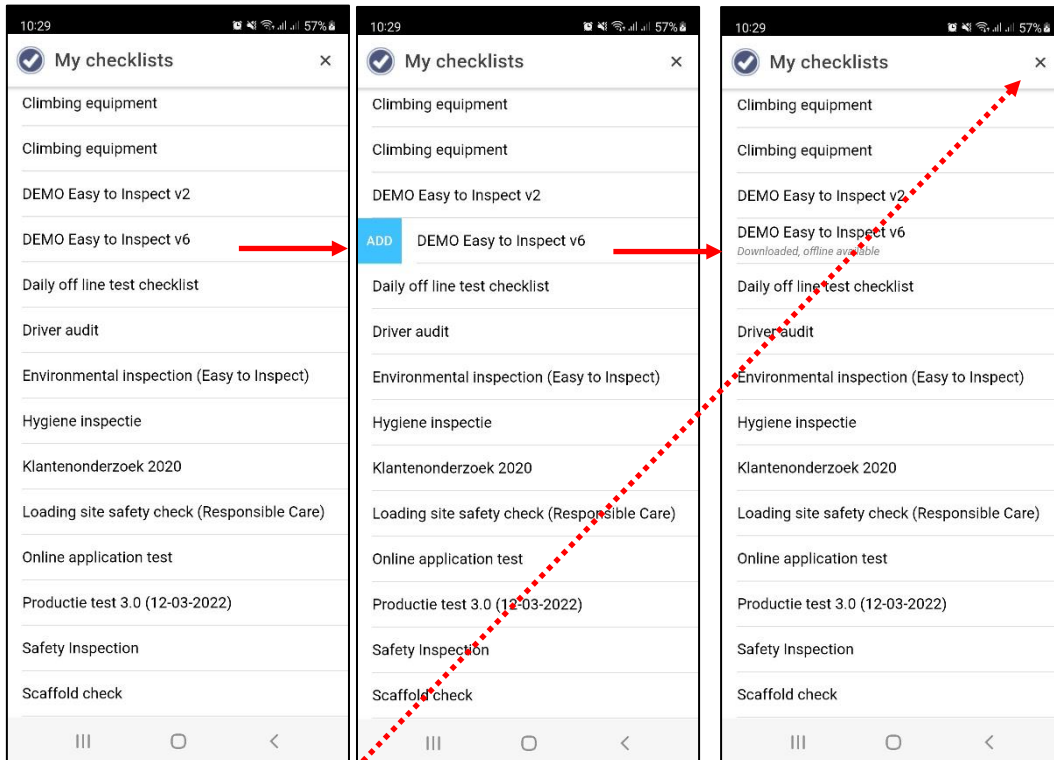 10:29
57%
My checklists
Climbing equipment
Climbing equipment
DEMO Easy to Inspect v2
DEMO Easy to Inspect v6
Daily off line test checklist
Driver audit
Environmental inspection (Easy to Inspect)
Hygiene inspectie
Klantenonderzoek 2020
Loading site safety check (Responsible Care)
Online application test
Productie test 3.0 (12-03-2022)
Safety Inspection
Scaffold check
10:29
57%
My checklists
Climbing equipment
Climbing equipment
DEMO Easy to Inspect v2
ADD DEMO Easy to Inspect v6
Daily off line test checklist
Driver audit
Environmental inspection (Easy to Inspect)
Hygiene inspectie
Klantenonderzoek 2020
Loading site safety check (Responsible Care)
Online application test
Productie test 3.0 (12-03-2022)
Safety Inspection
Scaffold check
10:29
57%
My checklists
Climbing equipment
Climbing equipment
DEMO Easy to Inspect v2
DEMO Easy to Inspect v6
Downloaded, offline available
Daily off line test checklist
Driver audit
Environmental inspection (Easy to Inspect)
Hygiene inspectie
Klantenonderzoek 2020
Loading site safety check (Responsible Care)
Online application test
Productie test 3.0 (12-03-2022)
Safety Inspection
Scaffold check